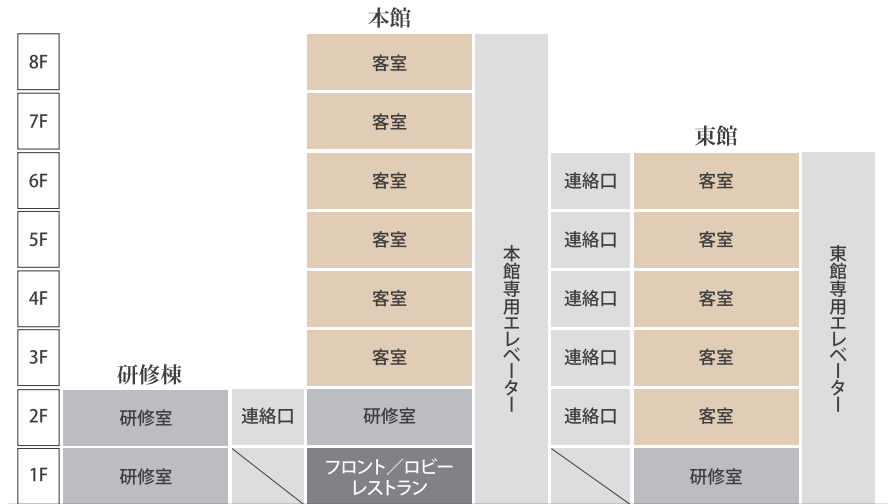 本館
8F
客室
7F
客室
東館
6F
客室
連絡口
客室
5F
客室
連絡口
客室
4F
客室
連絡口
客室
3F
客室
連絡口
客室
本館専用エレベーター
東館専用エレベーター
研修棟
2F
研修室
連絡口
研修室
連絡口
客室
1F
研修室
フロント／ロビー
レストラン
研修室